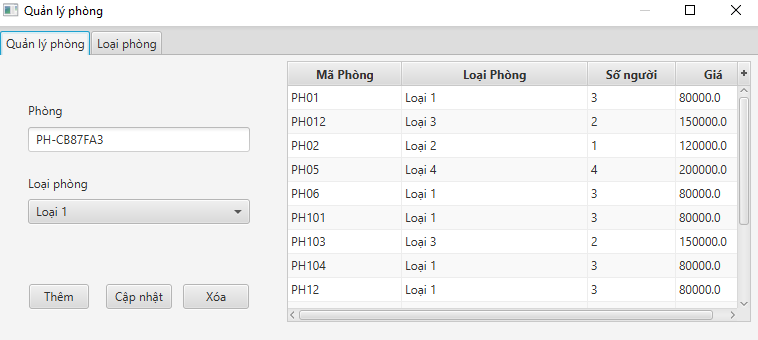 Quản lý phòng
Quản lý phòng Loại phòng
Phòng
PH-CB87FA3
Loại phòng
Loại 1
Thêm Cập nhật Xóa
Mã Phòng Loại Phòng Số người Giá +
PH01 Loại 1 3 80000.0
PH012 Loại 3 2 150000.0
PH02 Loại 2 1 120000.0
PH05 Loại 4 4 200000.0
PH06 Loại 1 3 80000.0
PH101 Loại 1 3 80000.0
PH103 Loại 3 2 150000.0
PH104 Loại 1 3 80000.0
PH12 Loại 1 3 80000.0